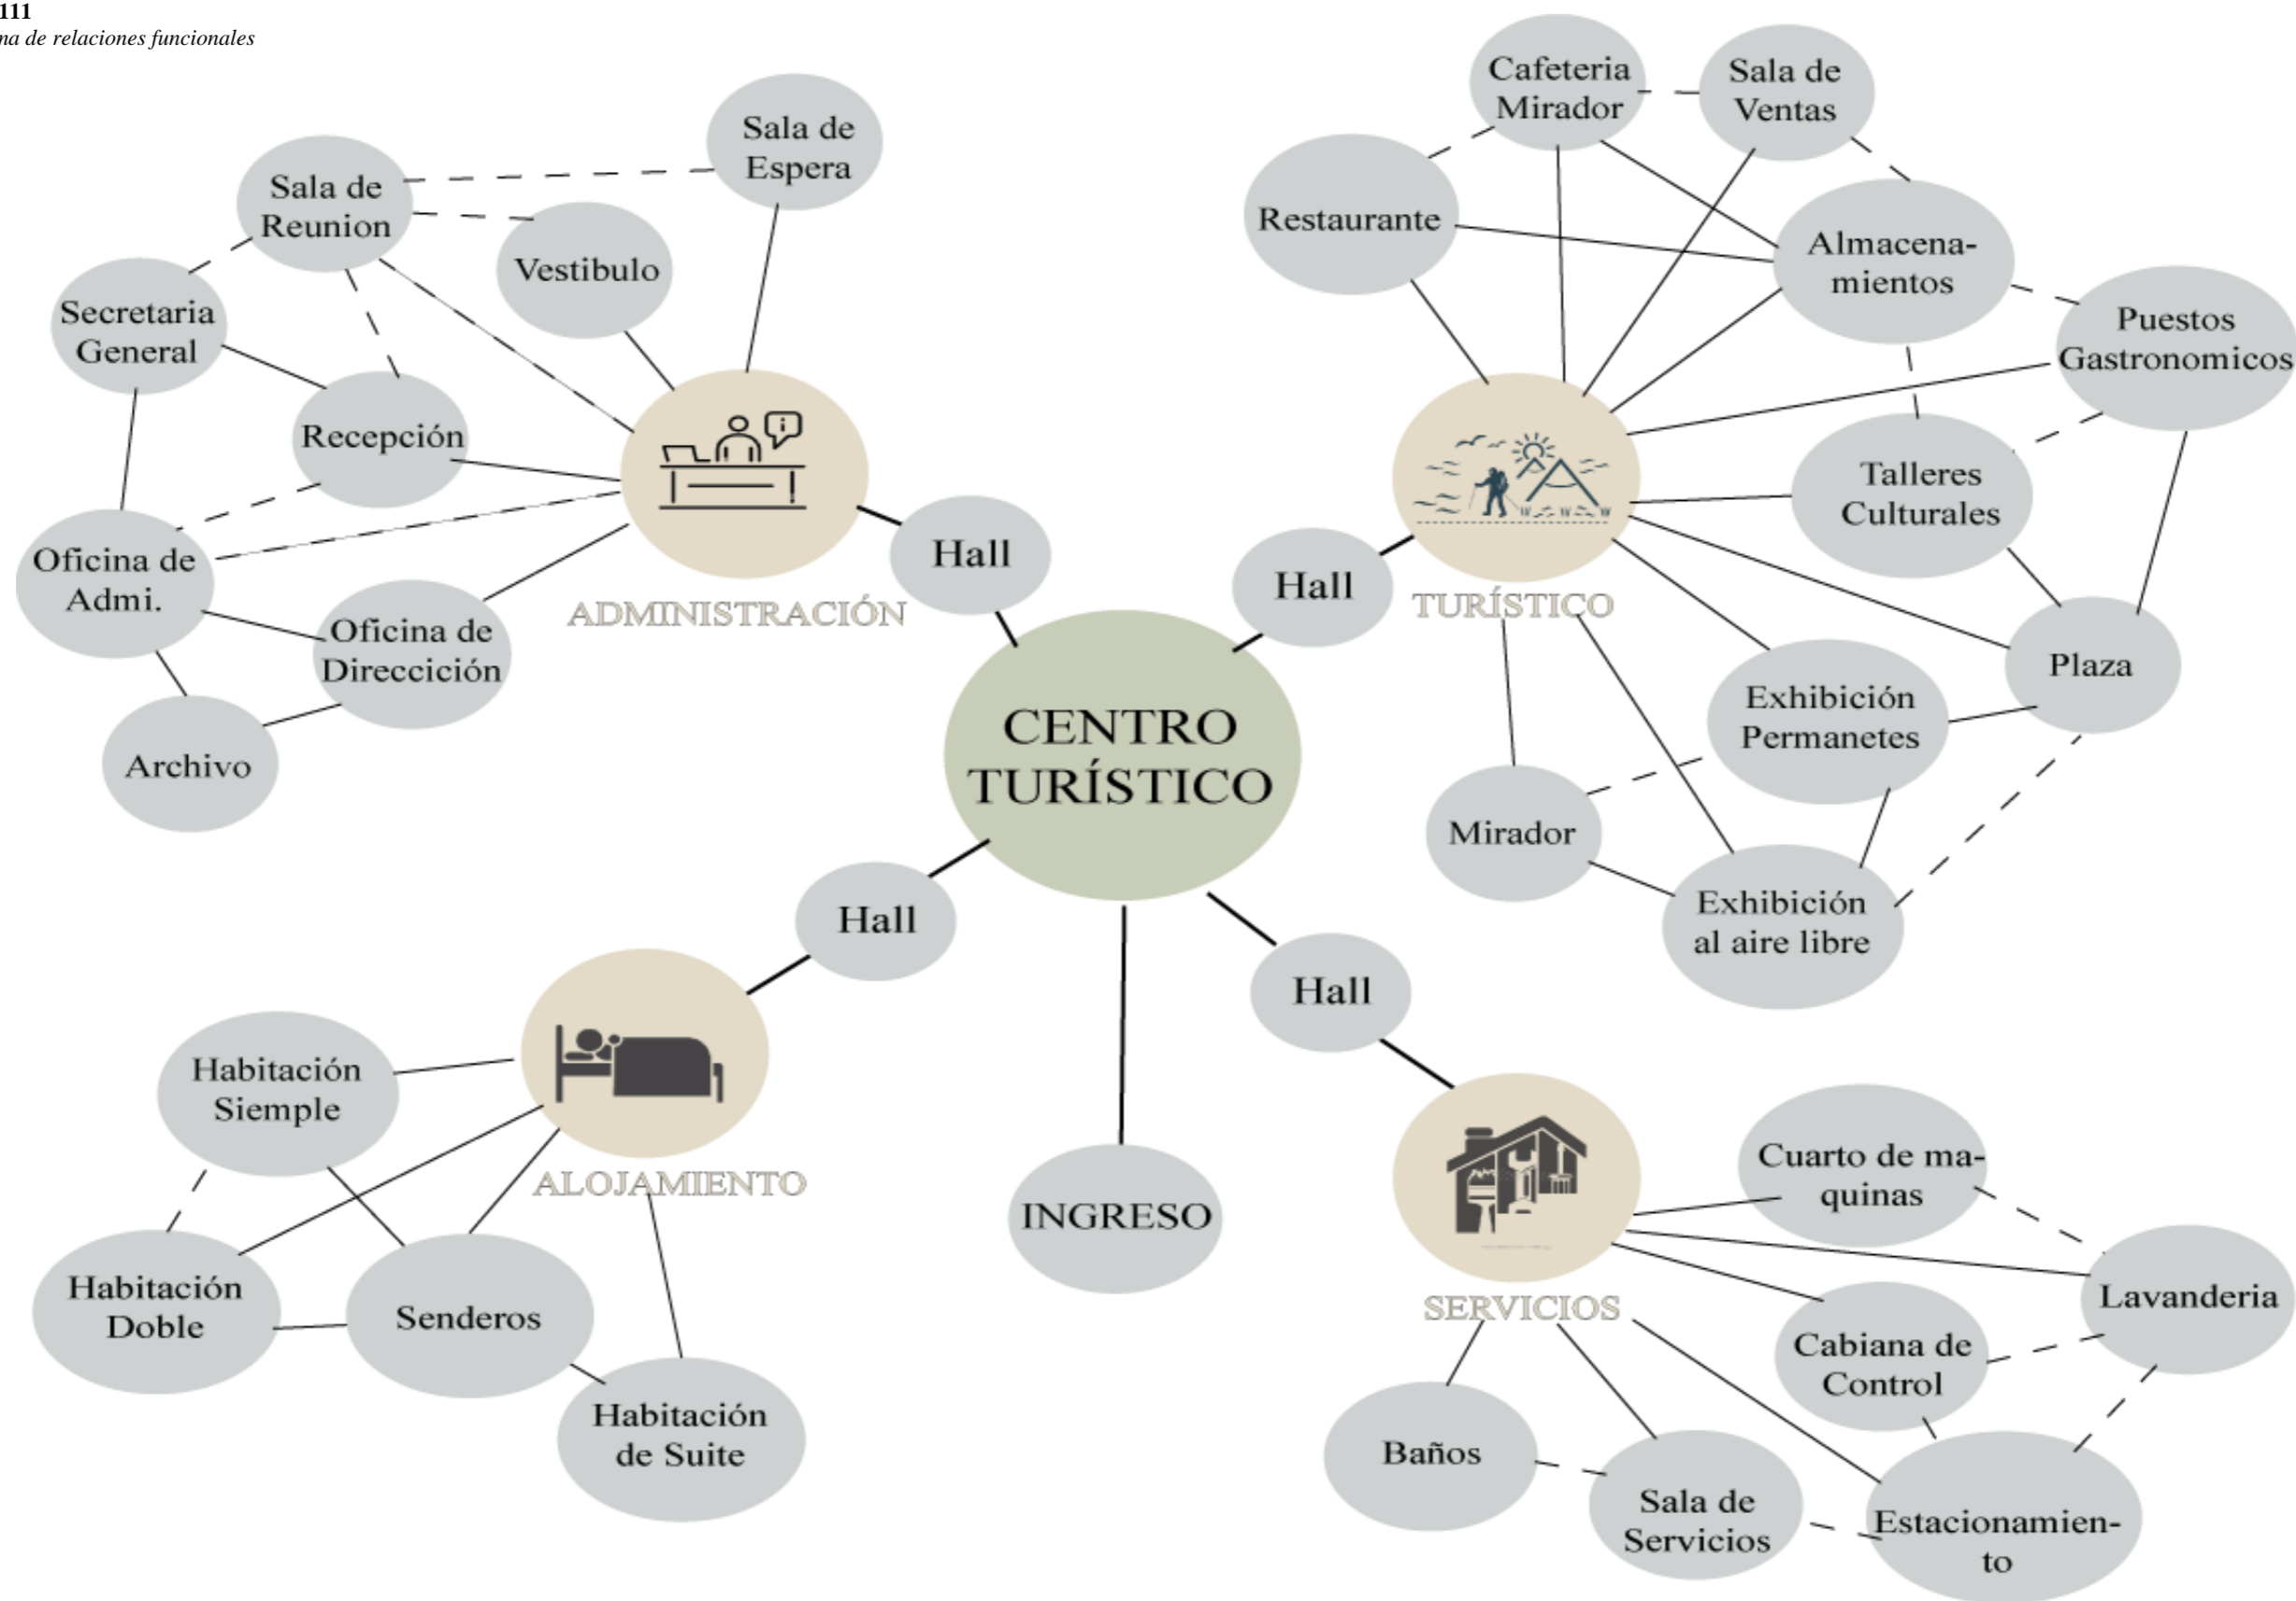 111
ma de relaciones funcionales
Sala de
Espera
Sala de
Reunion
Vestibulo
Secretaria
General
Recepción
Oficina de
Admi.
Oficina de
Direccición
Archivo
ADMINISTRACIÓN
Hall
Cafeteria
Mirador
Sala de
Ventas
Restaurante
Almacena-
mientos
Puestos
Gastronomicos
Talleres
Culturales
Plaza
Exhibición
Permanetes
Mirador
Exhibición
al aire libre
TURÍSTICO
Hall
CENTRO
TURÍSTICO
Hall
Hall
INGRESO
ALOJAMIENTO
Habitación
Siemple
Habitación
Doble
Senderos
Habitación
de Suite
SERVICIOS
Cuarto de ma-
quinas
Lavanderia
Cabiana de
Control
Baños
Sala de
Servicios
Estacionamien-
to